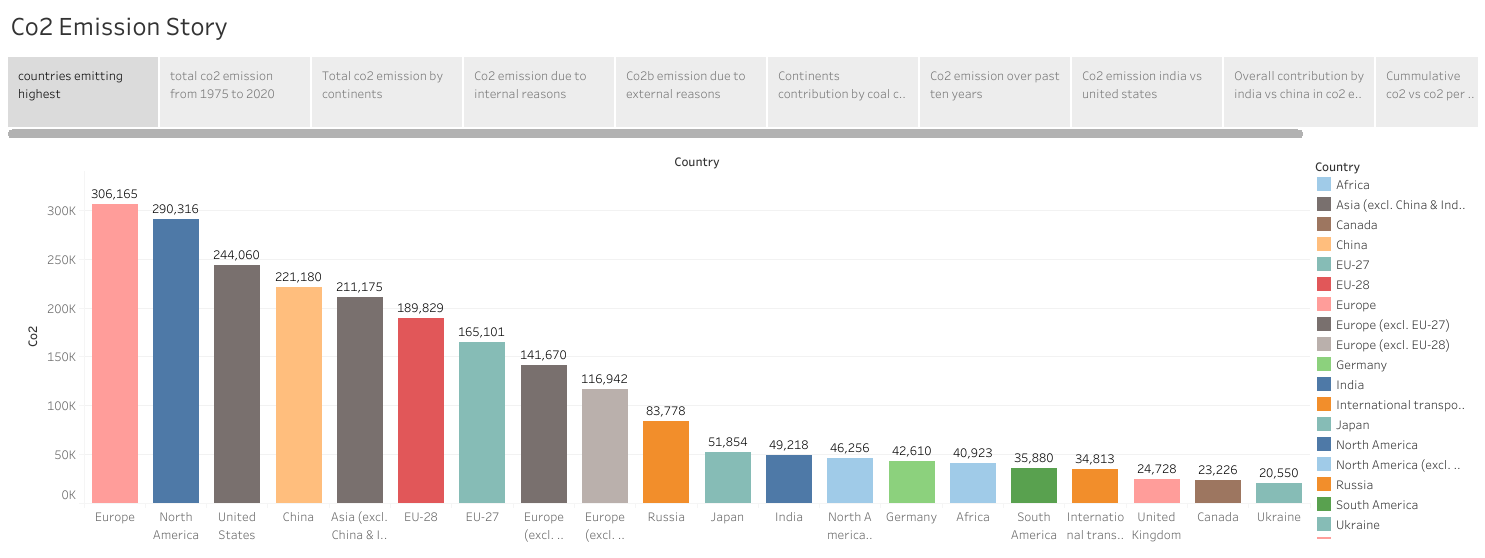 Co2 Emission Story
countries emitting
highest
total co2 emission
from 1975 to 2020
Total co2 emission by
continents
Co2 emission due to
internal reasons
Co2b emission due to
external reasons
Continents
contribution by coal c..
Co2 emission over past
ten years
Co2 emission india vs
united states
Overall contribution by
india vs china in co2 e..
Cummulative
co2 vs co2 per ..
Country
Co2
300K
250K
200K
150K
100K
50K
0K
306,165
290,316
244,060
221,180
211,175
189,829
165,101
141,670
116,942
83,778
51,854
49,218
46,256
42,610
40,923
35,880
34,813
24,728
23,226
20,550
Europe
North
America
United
States
China
Asia (excl.
China & I..
EU-28
EU-27
Europe
(excl. ..
Europe
(excl. ..
Russia
Japan
India
North A
merica..
Germany
Africa
South
America
Internatio
nal trans..
United
Kingdom
Canada
Ukraine
Country
Africa
Asia (excl. China & Ind..
Canada
China
EU-27
EU-28
Europe
Europe (excl. EU-27)
Europe (excl. EU-28)
Germany
India
International transpo..
Japan
North America
North America (excl. ..
Russia
South America
Ukraine